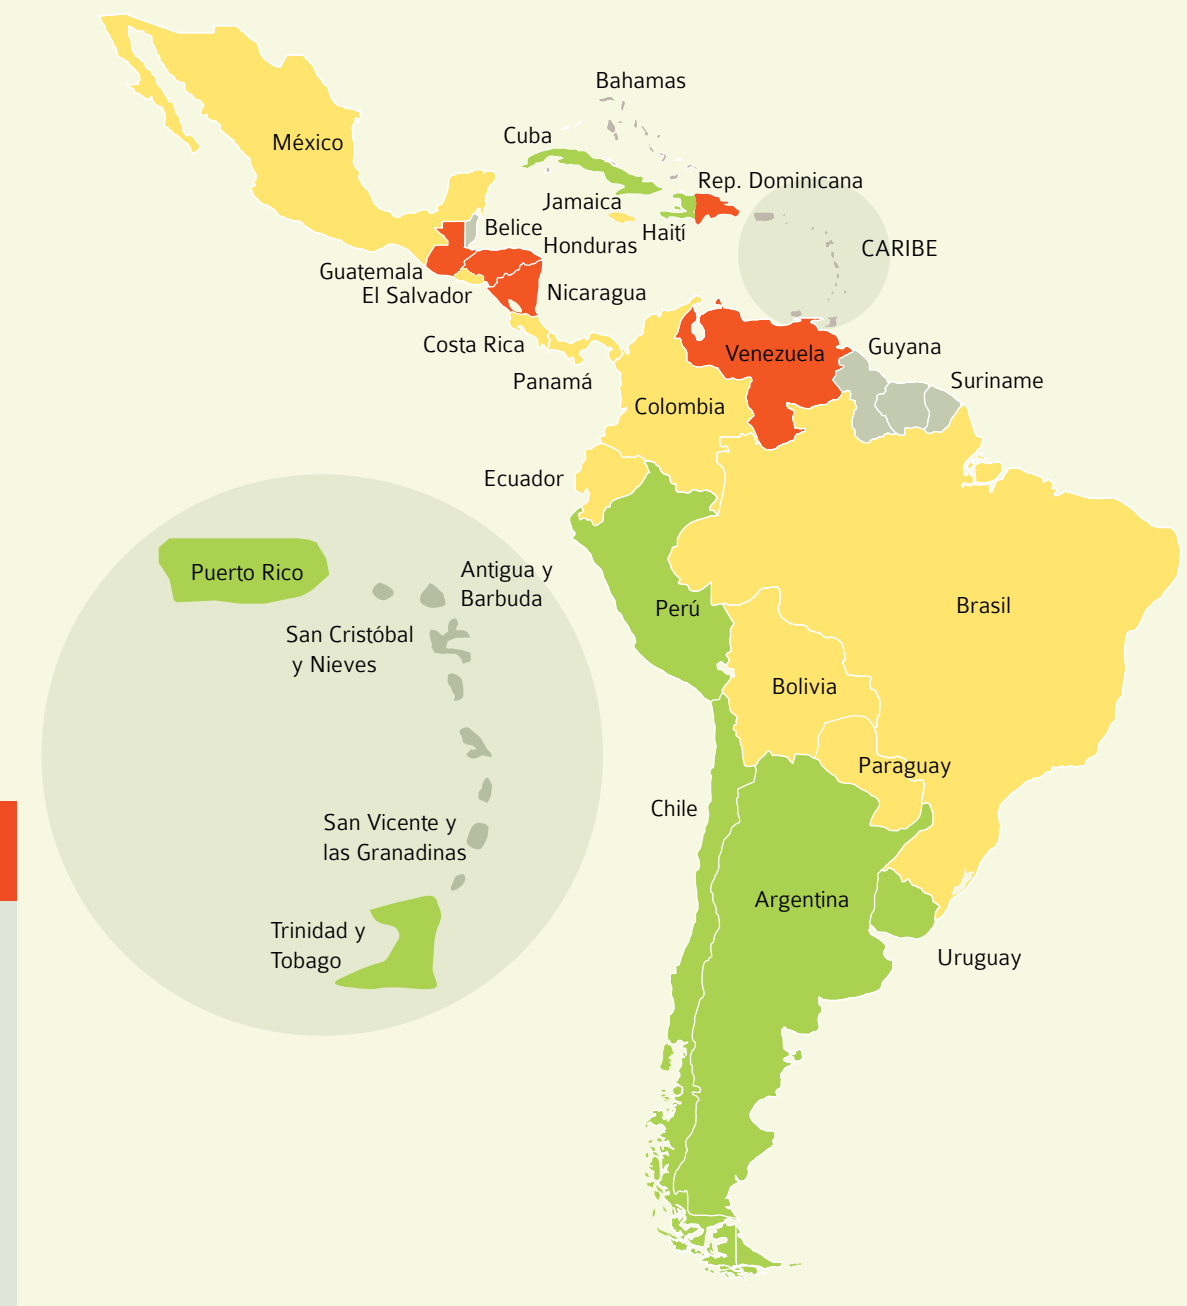 Bahamas
Cuba
México
Rep. Dominicana
Jamaica
Belice
Haití
Honduras
CARIBE
Guatemala
El Salvador
Nicaragua
Costa Rica
Venezuela
Guyana
Panamá
Suriname
Colombia
Ecuador
Puerto Rico
Antigua y
Barbuda
Perú
Brasil
San Cristóbal
y Nieves
Bolivia
Paraguay
Chile
San Vicente y
las Granadinas
Argentina
Trinidad y
Tobago
Uruguay